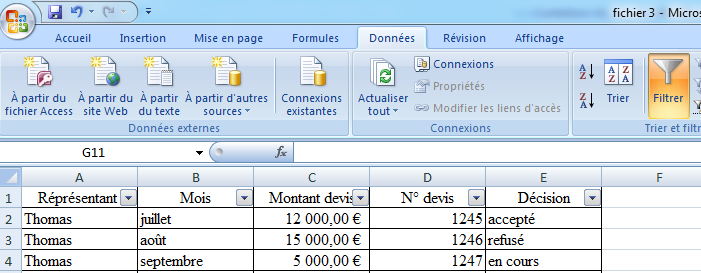 fichier 3 - Micros
Accueil Insertion Mise en page Formules Données Révision Affichage
À partir du fichier Access
À partir du site Web
À partir du texte
À partir d'autres sources
Connexions existantes
Données externes
Actualiser tout
Connexions
Propriétés
Modifier les liens d'accès
Connexions
A Z
Z A
A Z Z A
Trier
Filtrer
Trier et filtr
G11 fx
A B C D E F
1 Réprésentant Mois Montant devis N° devis Décision
2 Thomas juillet 12 000,00 € 1245 accepté
3 Thomas août 15 000,00 € 1246 refusé
4 Thomas septembre 5 000,00 € 1247 en cours